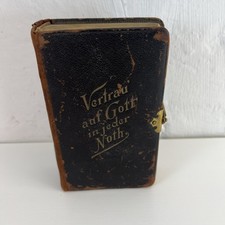 Vertrau
auf Gott
in jeder
Noth.